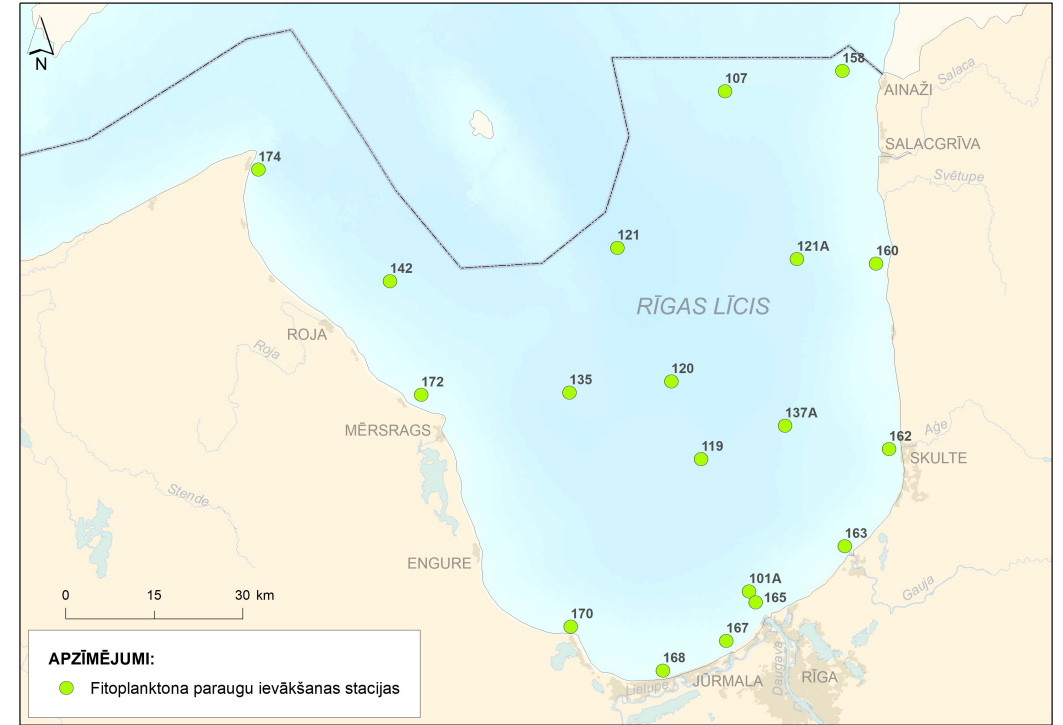 N
158
107
AINAŽI
Salaca
SALACGRĪVA
174
Svētupe
121
121A
160
142
RĪGAS LĪCIS
ROJA
Roja
120
135
172
137A
MĒRSRAGS
Aģe
162
119
SKULTE
Stende
163
ENGURE
101A
165
Gauja
0 15 30 km
170
167
168
JŪRMALA
Daugava
RĪGA
Lielupe
APZĪMĒJUMI:
Fitoplanktona paraugu ievākšanas stacijas